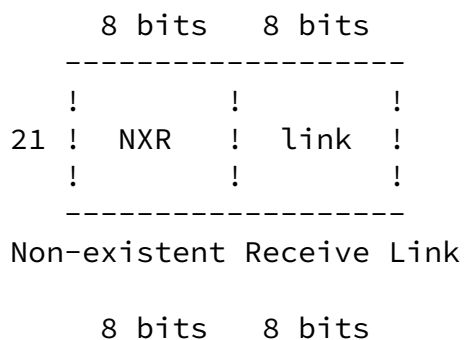 8 bits 8 bits
-------------------
! ! !
21 ! NXR ! link !
! ! !
-------------------
Non-existent Receive Link
8 bits 8 bits